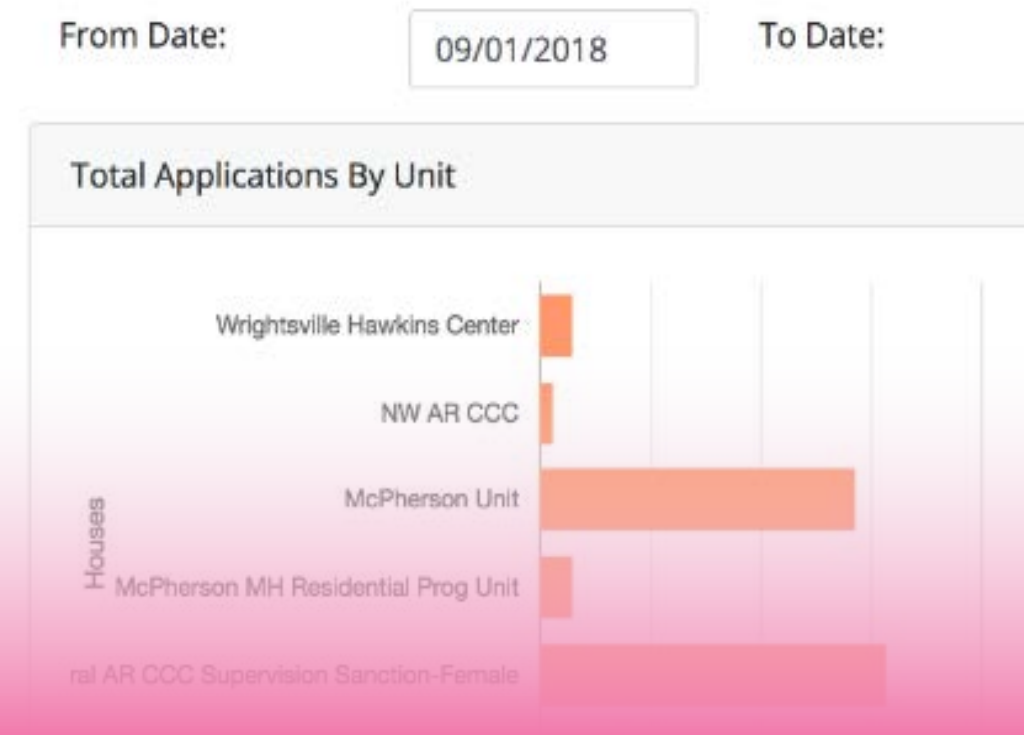 From Date: 09/01/2018 To Date:
Total Applications By Unit
Wrightsville Hawkins Center
NW AR CCC
McPherson Unit
Houses
McPherson MH Residential Prog Unit
ral AR CCC Supervision Sanction-Female